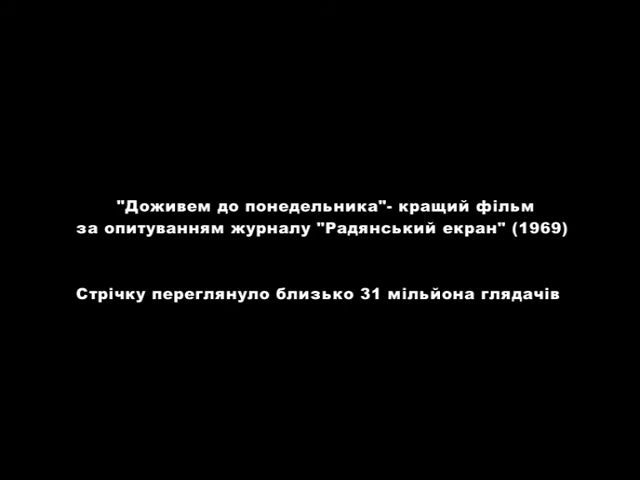 "Доживем до понедельника"- кращий фільм
за опитуванням журналу "Радянський екран" (1969)
Стрічку переглянуло близько 31 мільйона глядачів